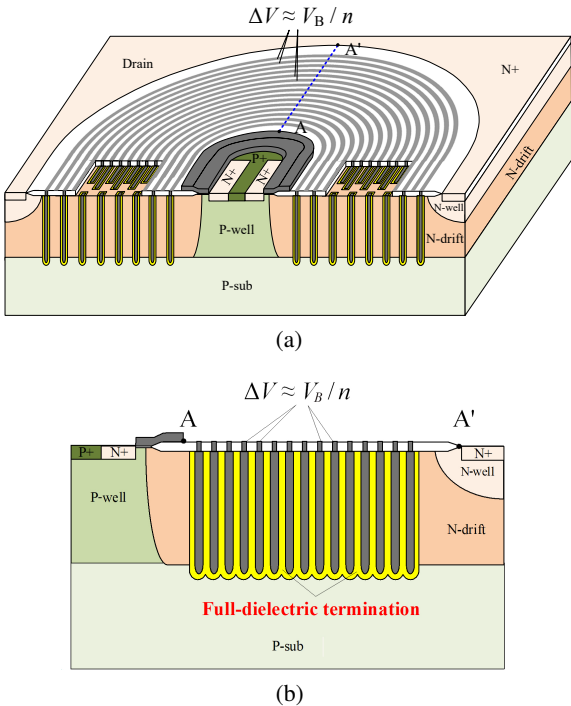 ΔV ≈ V_B / n
A'
Drain
N+
A
P+
N+
N+
N-drift
N-well
P-well
N-drift
P-sub
(a)
ΔV ≈ V_B / n
A
A'
P+
N+
N+
N-well
P-well
N-drift
Full-dielectric termination
P-sub
(b)